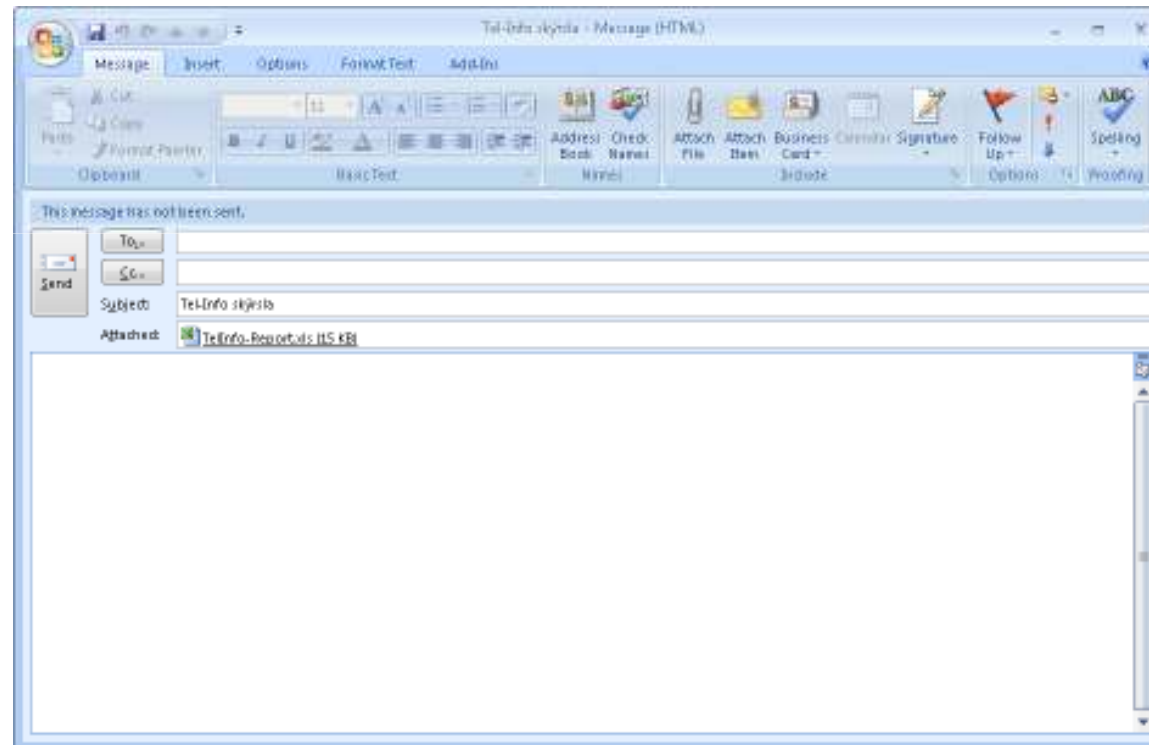 Tel-Info skýrsla - Message (HTML)
Message Insert Options Format Text Add-Ins
Paste Cut Copy Format Painter
11
Address Book Check Names Attach File Attach Item Business Card Calendar Signature Follow Up ABC Spelling
Clipboard Basic Text Names Include Options Proofing
This message has not been sent.
To...
Cc...
Send
Subject: Tel-Info skýrsla
Attached: TelInfo-Report.xls (15 KB)